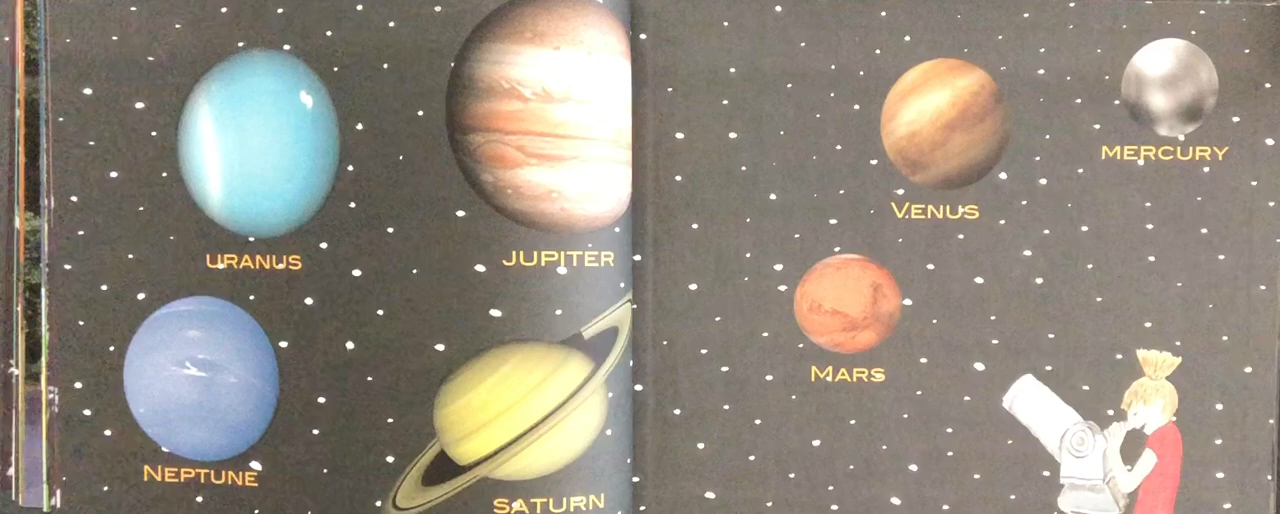 URANUS
JUPITER
NEPTUNE
SATURN
VENUS
MERCURY
MARS